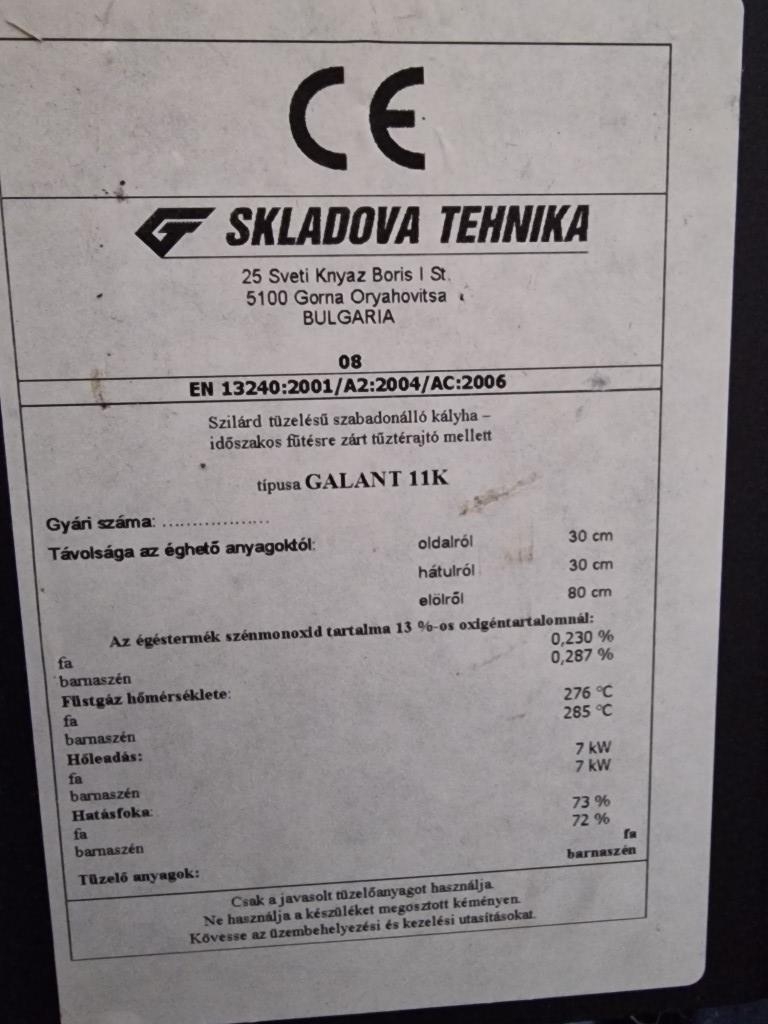 CE
SKLADOVA TEHNIKA
25 Sveti Knyaz Boris I St.
5100 Gorna Oryahovitsa
BULGARIA
08
EN 13240:2001/A2:2004/AC:2006
Szilárd tüzelésű szabadonálló kályha –
időszakos fűtésre zárt tűztérajtó mellett
típusa GALANT 11K
Gyári száma: ..................
Távolsága az éghető anyagoktól: oldalról 30 cm
hátulról 30 cm
elölről 80 cm
Az égéstermék szénmonoxid tartalma 13 %-os oxigéntartalomnál:
fa 0,230 %
barnaszén 0,287 %
Füstgáz hőmérséklete:
fa 276 °C
barnaszén 285 °C
Hőleadás:
fa 7 kW
barnaszén 7 kW
Hatásfoka:
fa 73 %
barnaszén 72 %
Tüzelő anyagok: fa
barnaszén
Csak a javasolt tüzelőanyagot használja.
Ne használja a készüléket megosztott kéményen.
Kövesse az üzembehelyezési és kezelési utasításokat.